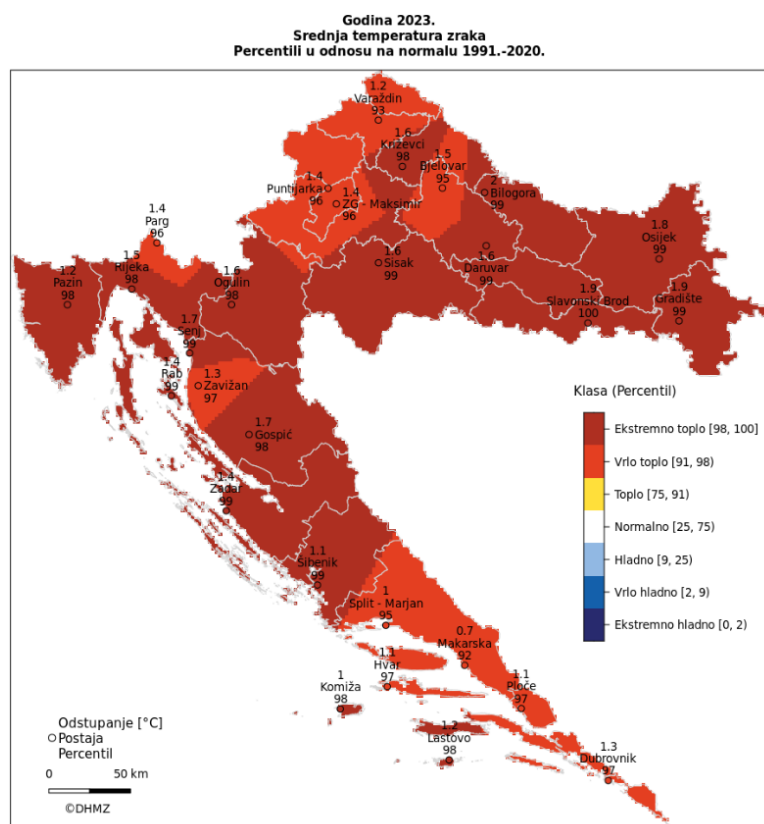 Godina 2023.
Srednja temperatura zraka
Percentili u odnosu na normalu 1991.-2020.
1.2
Varaždin
93
1.6
Križevci
98
1.5
Bjelovar
95
2
Bilogora
99
1.4
Puntijarka
96
1.4
ZG - Maksimir
96
1.4
Parg
96
1.8
Osijek
99
1.5
Rijeka
98
1.2
Pazin
98
1.6
Ogulin
98
1.6
Sisak
99
1.6
Daruvar
99
1.9
Slavonski Brod
100
1.9
Gradište
99
1.7
Senj
99
1.4
Rab
99
1.3
Zavižan
97
1.7
Gospić
98
1.4
Zadar
99
1.1
Šibenik
99
1
Split - Marjan
95
0.7
Makarska
92
1.1
Hvar
97
1
Komiža
98
1.1
Ploče
97
1.2
Lastovo
98
1.3
Dubrovnik
97
Klasa (Percentil)
Ekstremno toplo [98, 100]
Vrlo toplo [91, 98)
Toplo [75, 91)
Normalno [25, 75)
Hladno [9, 25)
Vrlo hladno [2, 9)
Ekstremno hladno [0, 2)
Odstupanje [°C]
Postaja
Percentil
0 50 km
©DHMZ